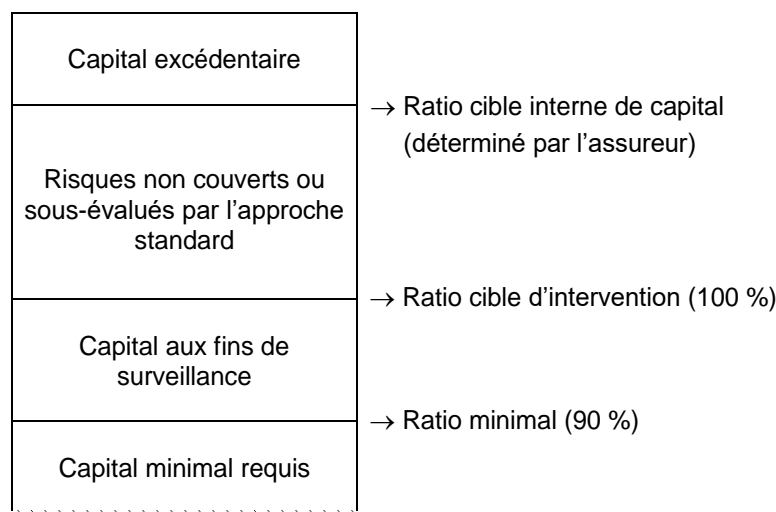 Capital excédentaire
→ Ratio cible interne de capital
(déterminé par l’assureur)
Risques non couverts ou
sous-évalués par l’approche
standard
→ Ratio cible d’intervention (100 %)
Capital aux fins de
surveillance
→ Ratio minimal (90 %)
Capital minimal requis